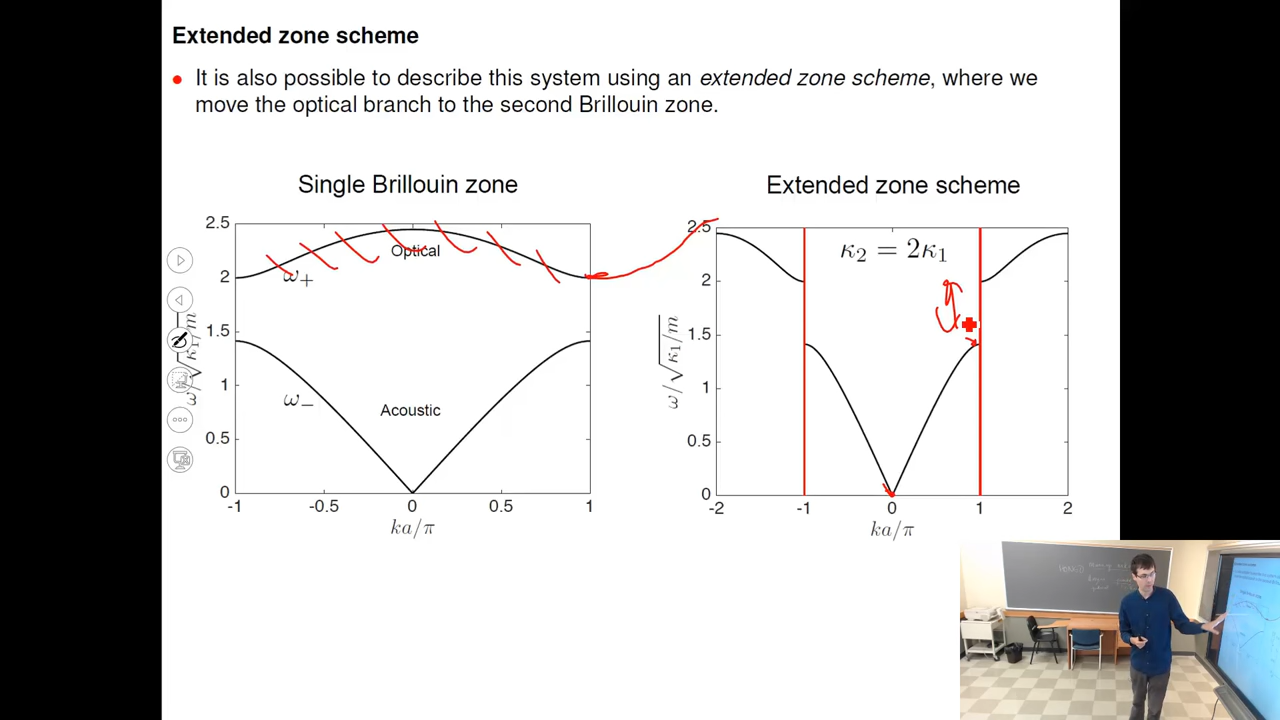 Extended zone scheme
It is also possible to describe this system using an extended zone scheme, where we
move the optical branch to the second Brillouin zone.
Single Brillouin zone
2.5
2
1.5
1
0.5
0
-1
-0.5
0
0.5
1
ω/√κ₁/m
ka/π
Optical
ω₊
ω₋
Acoustic
Extended zone scheme
2.5
2
1.5
1
0.5
0
-2
-1
0
1
2
ω/√κ₁/m
ka/π
κ₂ = 2κ₁